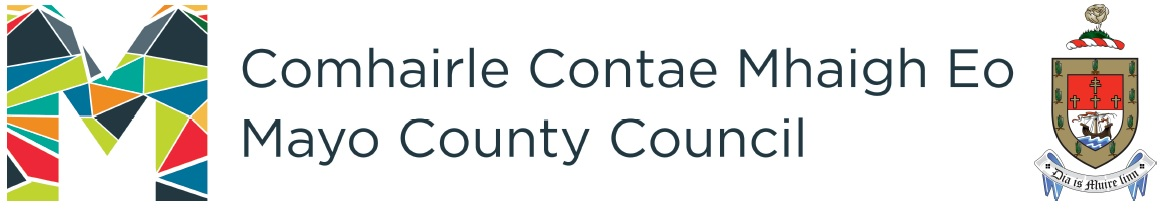 Comhairle Contae Mhaigh Eo
Mayo County Council
Dia is Muire linn